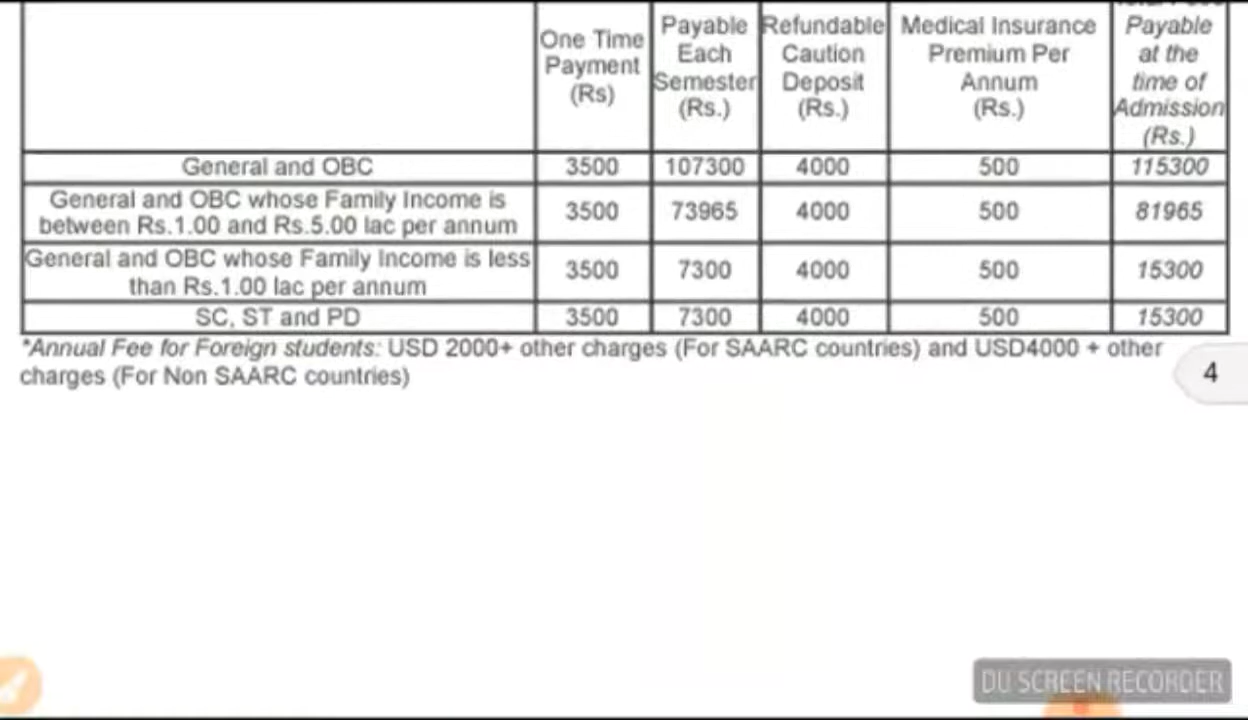 One Time Payment (Rs)
Payable Each Semester (Rs.)
Refundable Caution Deposit (Rs.)
Medical Insurance Premium Per Annum (Rs.)
Payable at the time of Admission (Rs.)
General and OBC 3500 107300 4000 500 115300
General and OBC whose Family Income is between Rs.1.00 and Rs.5.00 lac per annum 3500 73965 4000 500 81965
General and OBC whose Family Income is less than Rs.1.00 lac per annum 3500 7300 4000 500 15300
SC, ST and PD 3500 7300 4000 500 15300
*Annual Fee for Foreign students: USD 2000+ other charges (For SAARC countries) and USD4000 + other
charges (For Non SAARC countries)
4
DU SCREEN RECORDER